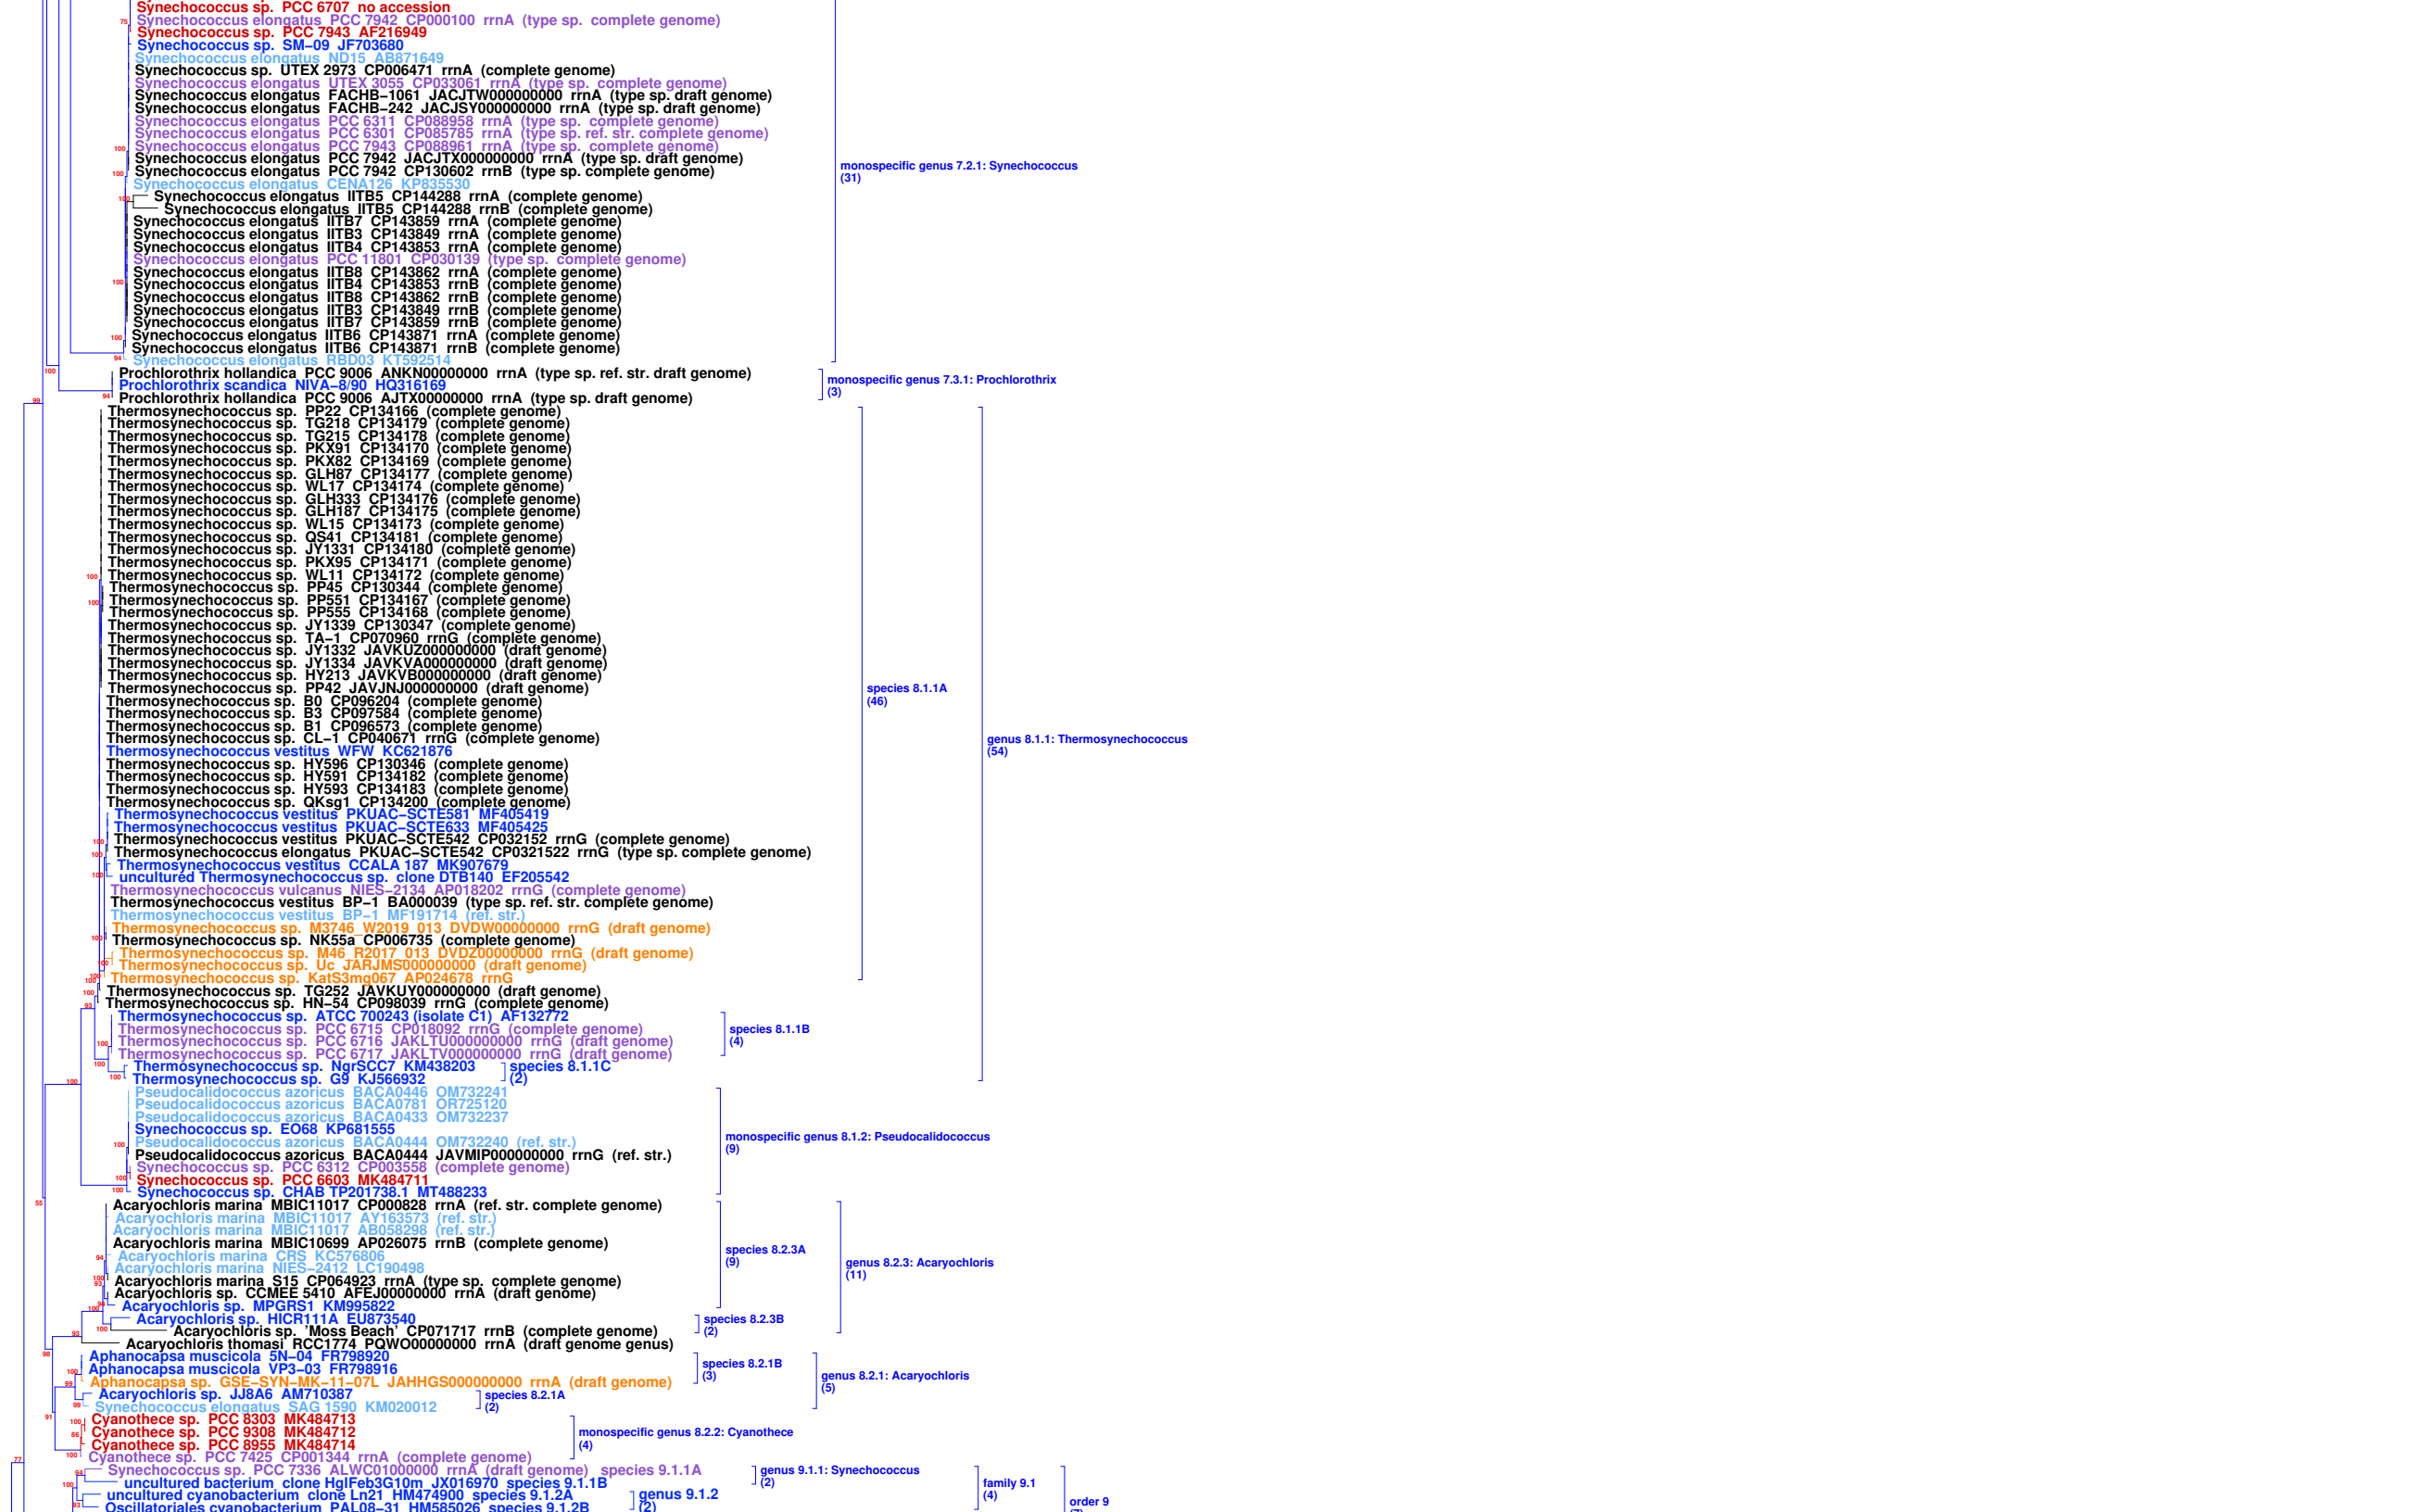 Synechococcus sp. PCC 6707 no accession
Synechococcus elongatus PCC 7942 CP000100 rrnA (type sp. complete genome)
75
Synechococcus sp. PCC 7943 AF216949
Synechococcus sp. SM−09 JF703680
Synechococcus elongatus ND15 AB871649
Synechococcus sp. UTEX 2973 CP006471 rrnA (complete genome)
Synechococcus elongatus UTEX 3055 CP033061 rrnA (type sp. complete genome)
Synechococcus elongatus FACHB−1061 JACJTW000000000 rrnA (type sp. draft genome)
Synechococcus elongatus FACHB−242 JACJSY000000000 rrnA (type sp. draft genome)
Synechococcus elongatus PCC 6311 CP088958 rrnA (type sp. complete genome)
Synechococcus elongatus PCC 6301 CP085785 rrnA (type sp. ref. str. complete genome)
Synechococcus elongatus PCC 7943 CP088961 rrnA (type sp. complete genome)
100
Synechococcus elongatus PCC 7942 JACJTX000000000 rrnA (type sp. draft genome)
monospecific genus 7.2.1: Synechococcus
(31)
Synechococcus elongatus PCC 7942 CP130602 rrnB (type sp. complete genome)
100
Synechococcus elongatus CENA126 KP835530
Synechococcus elongatus IITB5 CP144288 rrnA (complete genome)
100
Synechococcus elongatus IITB5 CP144288 rrnB (complete genome)
Synechococcus elongatus IITB7 CP143859 rrnA (complete genome)
Synechococcus elongatus IITB3 CP143849 rrnA (complete genome)
Synechococcus elongatus IITB4 CP143853 rrnA (complete genome)
Synechococcus elongatus PCC 11801 CP030139 (type sp. complete genome)
Synechococcus elongatus IITB8 CP143862 rrnA (complete genome)
100
Synechococcus elongatus IITB4 CP143853 rrnB (complete genome)
Synechococcus elongatus IITB8 CP143862 rrnB (complete genome)
Synechococcus elongatus IITB3 CP143849 rrnB (complete genome)
Synechococcus elongatus IITB7 CP143859 rrnB (complete genome)
Synechococcus elongatus IITB6 CP143871 rrnA (complete genome)
100
Synechococcus elongatus IITB6 CP143871 rrnB (complete genome)
94
Synechococcus elongatus RBD03 KT592514
100
Prochlorothrix hollandica PCC 9006 ANKN00000000 rrnA (type sp. ref. str. draft genome)
monospecific genus 7.3.1: Prochlorothrix
(3)
Prochlorothrix scandica NIVA−8/90 HQ316169
94
Prochlorothrix hollandica PCC 9006 AJTX00000000 rrnA (type sp. draft genome)
99
Thermosynechococcus sp. PP22 CP134166 (complete genome)
Thermosynechococcus sp. TG218 CP134179 (complete genome)
Thermosynechococcus sp. TG215 CP134178 (complete genome)
Thermosynechococcus sp. PKX91 CP134170 (complete genome)
Thermosynechococcus sp. PKX82 CP134169 (complete genome)
Thermosynechococcus sp. GLH87 CP134177 (complete genome)
Thermosynechococcus sp. WL17 CP134174 (complete genome)
Thermosynechococcus sp. GLH333 CP134176 (complete genome)
Thermosynechococcus sp. GLH187 CP134175 (complete genome)
Thermosynechococcus sp. WL15 CP134173 (complete genome)
Thermosynechococcus sp. QS41 CP134181 (complete genome)
Thermosynechococcus sp. JY1331 CP134180 (complete genome)
Thermosynechococcus sp. PKX95 CP134171 (complete genome)
Thermosynechococcus sp. WL11 CP134172 (complete genome)
100
Thermosynechococcus sp. PP45 CP130344 (complete genome)
Thermosynechococcus sp. PP551 CP134167 (complete genome)
100
Thermosynechococcus sp. PP555 CP134168 (complete genome)
Thermosynechococcus sp. JY1339 CP130347 (complete genome)
Thermosynechococcus sp. TA−1 CP070960 rrnG (complete genome)
Thermosynechococcus sp. JY1332 JAVKUZ000000000 (draft genome)
Thermosynechococcus sp. JY1334 JAVKVA000000000 (draft genome)
Thermosynechococcus sp. HY213 JAVKVB000000000 (draft genome)
Thermosynechococcus sp. PP42 JAVJNJ000000000 (draft genome)
species 8.1.1A
(46)
Thermosynechococcus sp. B0 CP096204 (complete genome)
Thermosynechococcus sp. B3 CP097584 (complete genome)
Thermosynechococcus sp. B1 CP096573 (complete genome)
Thermosynechococcus sp. CL−1 CP040671 rrnG (complete genome)
genus 8.1.1: Thermosynechococcus
(54)
Thermosynechococcus vestitus WFW KC621876
Thermosynechococcus sp. HY596 CP130346 (complete genome)
Thermosynechococcus sp. HY591 CP134182 (complete genome)
Thermosynechococcus sp. HY593 CP134183 (complete genome)
Thermosynechococcus sp. QKsg1 CP134200 (complete genome)
Thermosynechococcus vestitus PKUAC−SCTE581 MF405419
Thermosynechococcus vestitus PKUAC−SCTE633 MF405425
Thermosynechococcus vestitus PKUAC−SCTE542 CP032152 rrnG (complete genome)
100
Thermosynechococcus elongatus PKUAC−SCTE542 CP0321522 rrnG (type sp. complete genome)
100
Thermosynechococcus vestitus CCALA 187 MK907679
100
uncultured Thermosynechococcus sp. clone DTB140 EF205542
Thermosynechococcus vulcanus NIES−2134 AP018202 rrnG (complete genome)
Thermosynechococcus vestitus BP−1 BA000039 (type sp. ref. str. complete genome)
Thermosynechococcus vestitus BP−1 MF191714 (ref. str.)
Thermosynechococcus sp. M3746_W2019_013 DVDW00000000 rrnG (draft genome)
100
Thermosynechococcus sp. NK55a CP006735 (complete genome)
Thermosynechococcus sp. M46_R2017_013 DVDZ00000000 rrnG (draft genome)
100
Thermosynechococcus sp. Uc JARJMS000000000 (draft genome)
100
Thermosynechococcus sp. KatS3mg067 AP024678 rrnG
100
Thermosynechococcus sp. TG252 JAVKUY000000000 (draft genome)
100
Thermosynechococcus sp. HN−54 CP098039 rrnG (complete genome)
93
Thermosynechococcus sp. ATCC 700243 (isolate C1) AF132772
Thermosynechococcus sp. PCC 6715 CP018092 rrnG (complete genome)
species 8.1.1B
(4)
Thermosynechococcus sp. PCC 6716 JAKLTU000000000 rrnG (draft genome)
100
Thermosynechococcus sp. PCC 6717 JAKLTV000000000 rrnG (draft genome)
100
Thermosynechococcus sp. NgrSCC7 KM438203
species 8.1.1C
(2)
100
Thermosynechococcus sp. G9 KJ566932
100
Pseudocalidococcus azoricus BACA0446 OM732241
Pseudocalidococcus azoricus BACA0781 OR725120
Pseudocalidococcus azoricus BACA0433 OM732237
Synechococcus sp. EO68 KP681555
monospecific genus 8.1.2: Pseudocalidococcus
(9)
Pseudocalidococcus azoricus BACA0444 OM732240 (ref. str.)
100
Pseudocalidococcus azoricus BACA0444 JAVMIP000000000 rrnG (ref. str.)
Synechococcus sp. PCC 6312 CP003558 (complete genome)
100
Synechococcus sp. PCC 6603 MK484711
100
Synechococcus sp. CHAB TP201738.1 MT488233
55
Acaryochloris marina MBIC11017 CP000828 rrnA (ref. str. complete genome)
Acaryochloris marina MBIC11017 AY163573 (ref. str.)
Acaryochloris marina MBIC11017 AB058298 (ref. str.)
Acaryochloris marina MBIC10699 AP026075 rrnB (complete genome)
species 8.2.3A
(9)
94
Acaryochloris marina CRS KC576806
Acaryochloris marina NIES−2412 LC190498
genus 8.2.3: Acaryochloris
(11)
100
93
Acaryochloris marina S15 CP064923 rrnA (type sp. complete genome)
Acaryochloris sp. CCMEE 5410 AFEJ00000000 rrnA (draft genome)
Acaryochloris sp. MPGRS1 KM995822
100
Acaryochloris sp. HICR111A EU873540
species 8.2.3B
(2)
100
Acaryochloris sp. 'Moss Beach' CP071717 rrnB (complete genome)
93
Acaryochloris thomasi RCC1774 PQWO00000000 rrnA (draft genome genus)
98
Aphanocapsa muscicola 5N−04 FR798920
Aphanocapsa muscicola VP3−03 FR798916
species 8.2.1B
(3)
100
Aphanocapsa sp. GSE−SYN−MK−11−07L JAHHGS000000000 rrnA (draft genome)
genus 8.2.1: Acaryochloris
(5)
99
Acaryochloris sp. JJ8A6 AM710387
species 8.2.1A
(2)
99
Synechococcus elongatus SAG 1590 KM020012
91
Cyanothece sp. PCC 8303 MK484713
100
Cyanothece sp. PCC 9308 MK484712
monospecific genus 8.2.2: Cyanothece
(4)
86
Cyanothece sp. PCC 8955 MK484714
100
Cyanothece sp. PCC 7425 CP001344 rrnA (complete genome)
77
Synechococcus sp. PCC 7336 ALWC01000000 rrnA (draft genome) species 9.1.1A
genus 9.1.1: Synechococcus
(2)
94
uncultured bacterium clone HglFeb3G10m JX016970 species 9.1.1B
100
family 9.1
(4)
uncultured cyanobacterium clone Ln21 HM474900 species 9.1.2A
genus 9.1.2
(2)
93
Oscillatoriales cyanobacterium PAL08−31 HM585026 species 9.1.2B
order 9